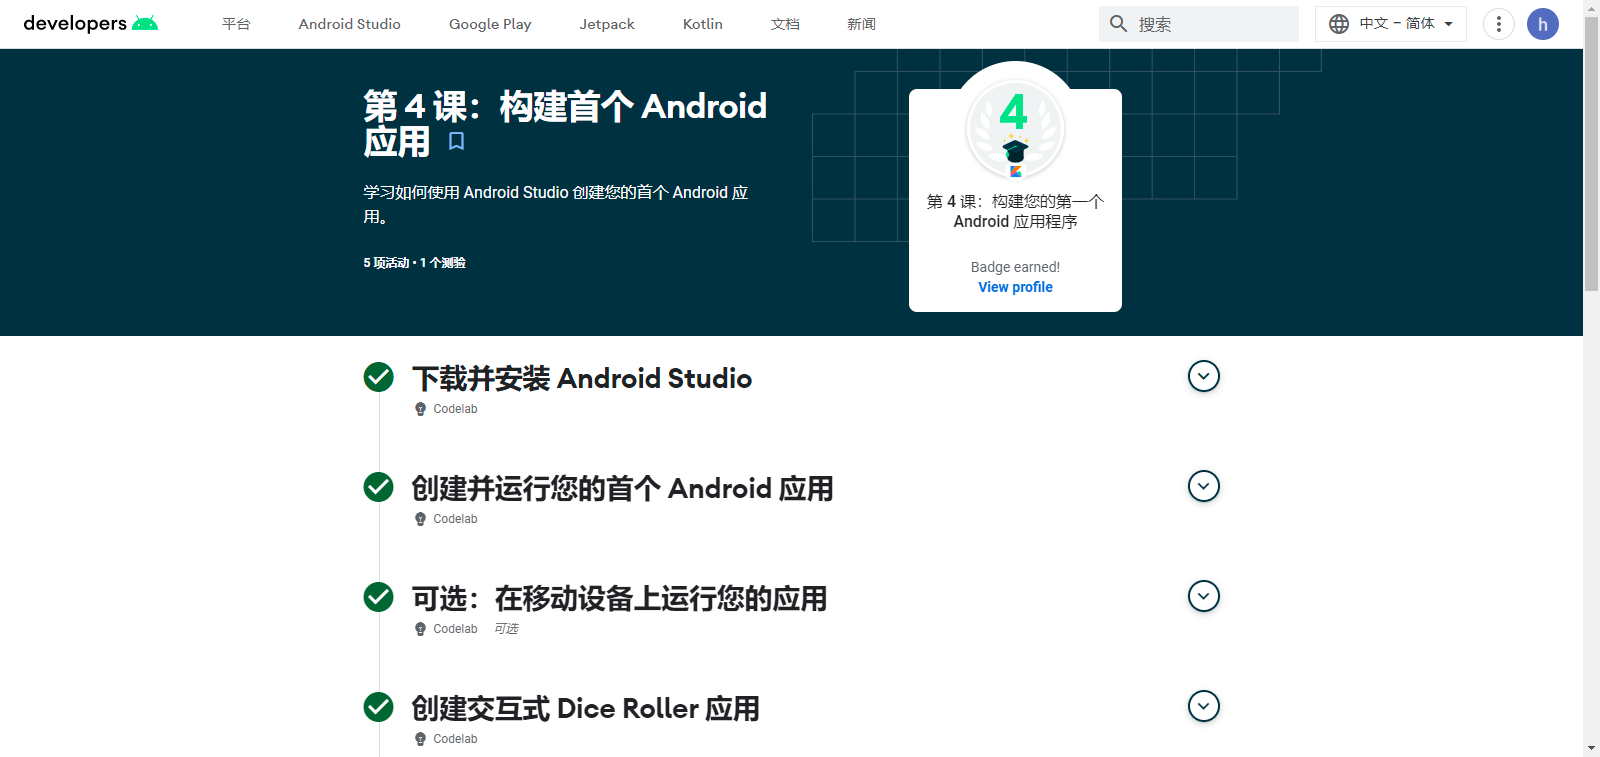 developers
平台
Android Studio
Google Play
Jetpack
Kotlin
文档
新闻
搜索
中文 – 简体
h
第 4 课：构建首个 Android
应用
学习如何使用 Android Studio 创建您的首个 Android 应
用。
5 项活动 • 1 个测验
4
第 4 课：构建您的第一个
Android 应用程序
Badge earned!
View profile
下载并安装 Android Studio
Codelab
创建并运行您的首个 Android 应用
Codelab
可选：在移动设备上运行您的应用
Codelab 可选
创建交互式 Dice Roller 应用
Codelab